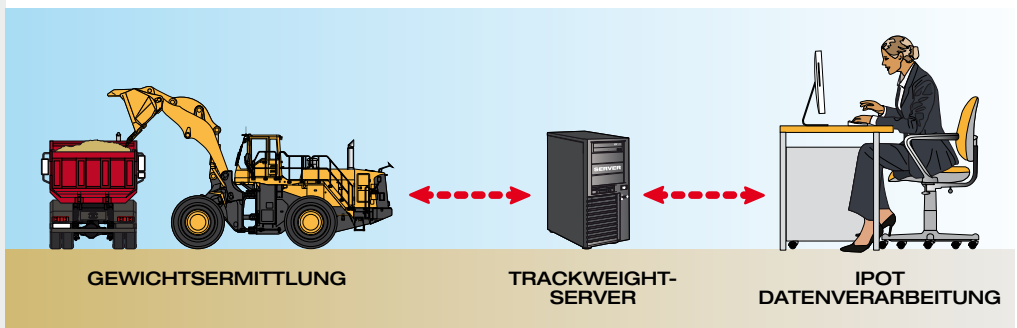 SERVER
GEWICHTSERMITTLUNG
TRACKWEIGHT-
SERVER
IPOT
DATENVERARBEITUNG